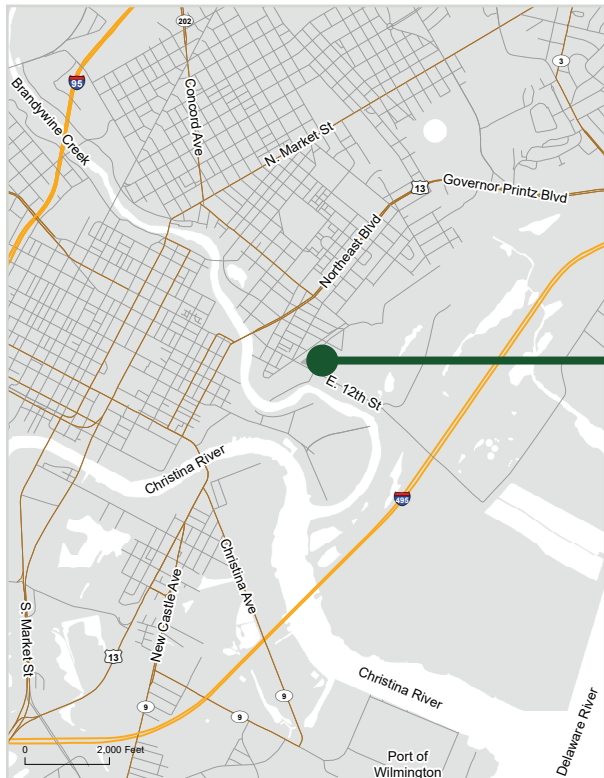 202
3
95
Brandywine Creek
Concord Ave
N. Market St
13
Governor Printz Blvd
Northeast Blvd
E. 12th St
Christina River
495
Christina Ave
New Castle Ave
S. Market St
13
Christina River
9
9
9
Delaware River
0
2,000 Feet
Port of
Wilmington